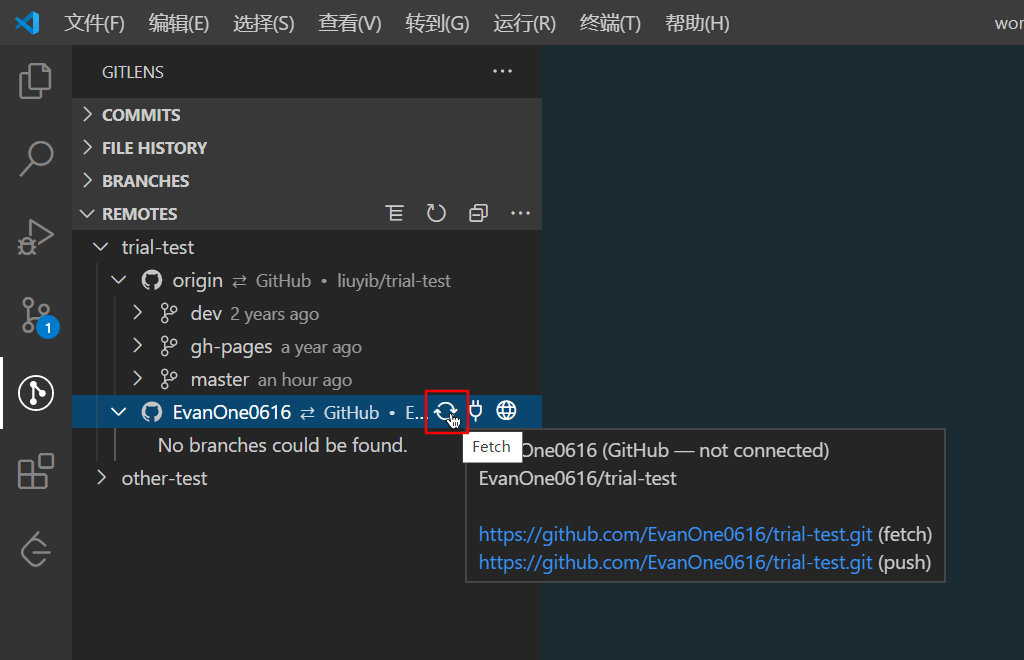 文件(F) 编辑(E) 选择(S) 查看(V) 转到(G) 运行(R) 终端(T) 帮助(H) wor
GITLENS
COMMITS
FILE HISTORY
BRANCHES
REMOTES
trial-test
origin ⇄ GitHub • liuyib/trial-test
dev 2 years ago
gh-pages a year ago
master an hour ago
1
EvanOne0616 ⇄ GitHub • E...
No branches could be found.
other-test
Fetch
One0616 (GitHub — not connected)
EvanOne0616/trial-test
https://github.com/EvanOne0616/trial-test.git (fetch)
https://github.com/EvanOne0616/trial-test.git (push)